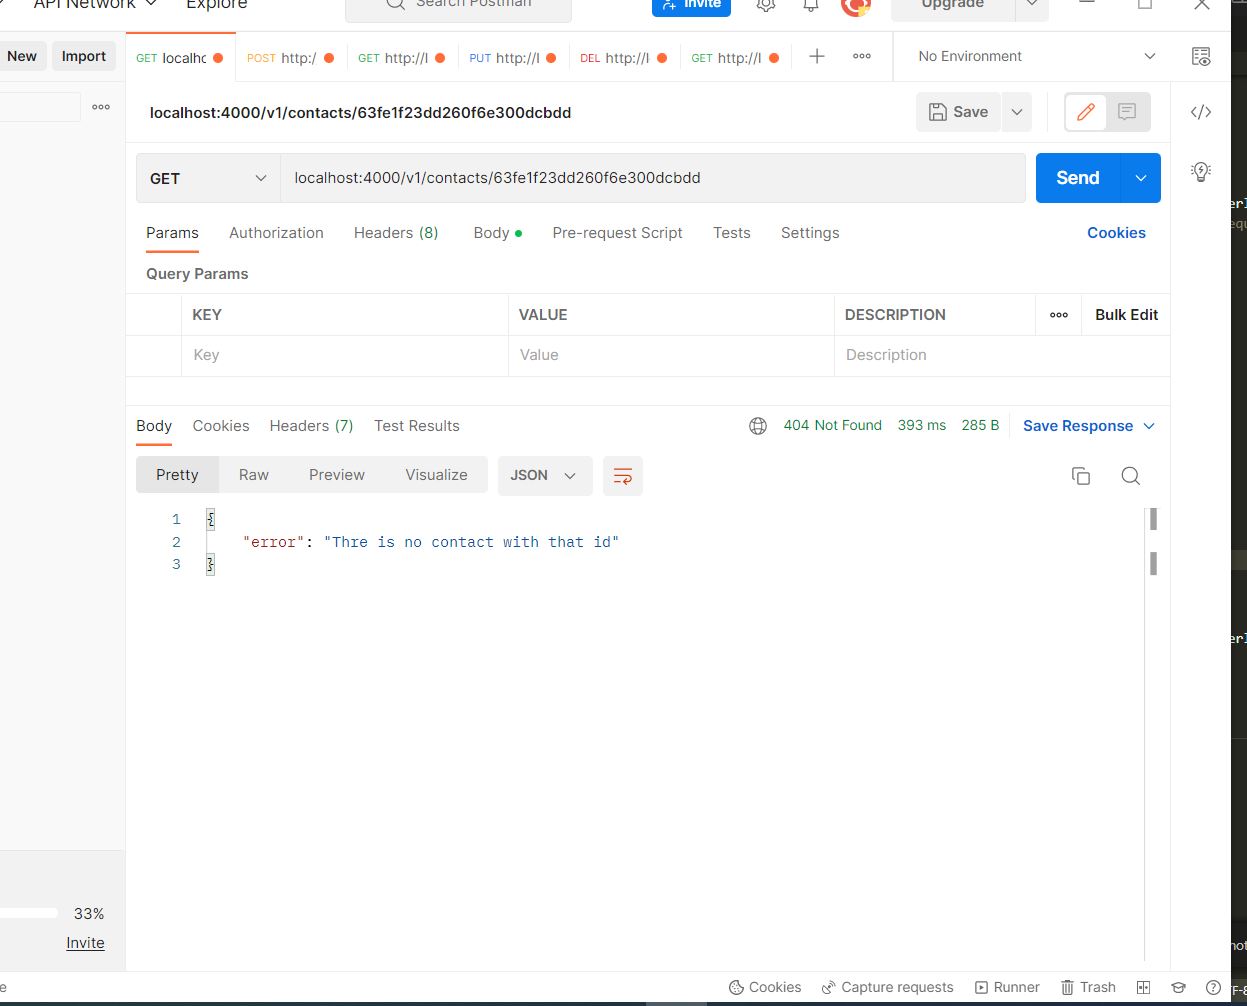 API Network Explore Search Postman Invite Upgrade
New Import GET localhc POST http:/ GET http://l PUT http://l DEL http://l GET http://l No Environment
localhost:4000/v1/contacts/63fe1f23dd260f6e300dcbdd Save
GET localhost:4000/v1/contacts/63fe1f23dd260f6e300dcbdd Send
Params Authorization Headers (8) Body Pre-request Script Tests Settings Cookies
Query Params
KEY VALUE DESCRIPTION Bulk Edit
Key Value Description
Body Cookies Headers (7) Test Results 404 Not Found 393 ms 285 B Save Response
Pretty Raw Preview Visualize JSON
1 {
2 "error": "Thre is no contact with that id"
3 }
33%
Invite
Cookies Capture requests Runner Trash